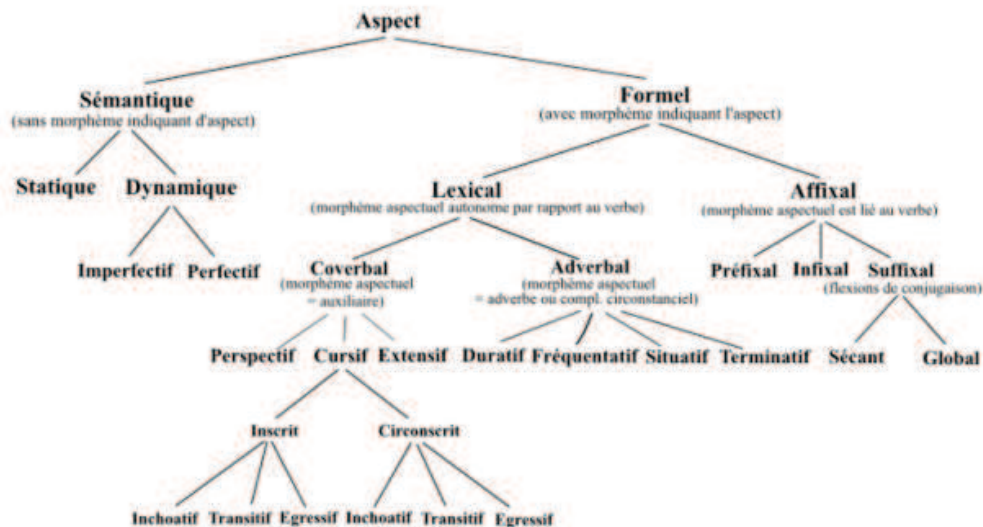 Aspect
Sémantique
(sans morphème indiquant d'aspect)
Formel
(avec morphème indiquant l'aspect)
Statique
Dynamique
Lexical
(morphème aspectuel autonome par rapport au verbe)
Affixal
(morphème aspectuel est lié au verbe)
Imperfectif
Perfectif
Coverbal
(morphème aspectuel
= auxiliaire)
Adverbal
(morphème aspectuel
= adverbe ou compl. circonstanciel)
Préfixal
Infixal
Suffixal
(flexions de conjugaison)
Perspectif
Cursif
Extensif
Duratif
Fréquentatif
Situatif
Terminatif
Sécant
Global
Inscrit
Circonscrit
Inchoatif
Transitif
Egressif
Inchoatif
Transitif
Egressif